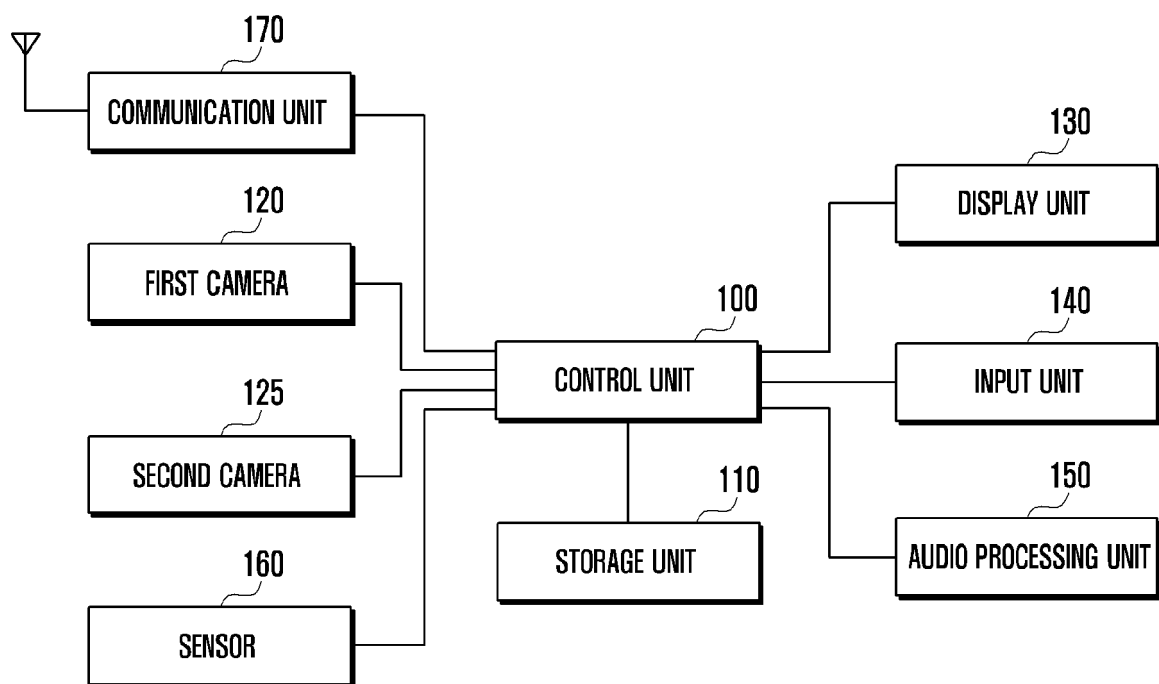 170
COMMUNICATION UNIT
120
FIRST CAMERA
125
SECOND CAMERA
160
SENSOR
100
CONTROL UNIT
110
STORAGE UNIT
130
DISPLAY UNIT
140
INPUT UNIT
150
AUDIO PROCESSING UNIT